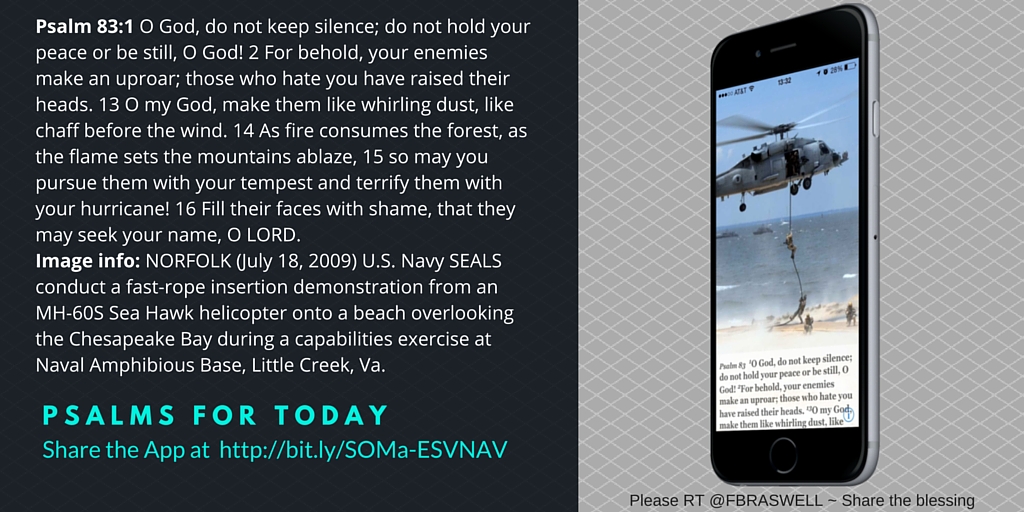 Psalm 83:1 O God, do not keep silence; do not hold your
peace or be still, O God! 2 For behold, your enemies
make an uproar; those who hate you have raised their
heads. 13 O my God, make them like whirling dust, like
chaff before the wind. 14 As fire consumes the forest, as
the flame sets the mountains ablaze, 15 so may you
pursue them with your tempest and terrify them with
your hurricane! 16 Fill their faces with shame, that they
may seek your name, O LORD.
Image info: NORFOLK (July 18, 2009) U.S. Navy SEALS
conduct a fast-rope insertion demonstration from an
MH-60S Sea Hawk helicopter onto a beach overlooking
the Chesapeake Bay during a capabilities exercise at
Naval Amphibious Base, Little Creek, Va.
PSALMS FOR TODAY
Share the App at http://bit.ly/SOMa-ESVNAV
AT&T 13:32 28%
Psalm 83 ¹O God, do not keep silence;
do not hold your peace or be still, O
God! ²For behold, your enemies
make an uproar; those who hate you
have raised their heads. ¹³O my God,
make them like whirling dust, like
Please RT @FBRASWELL ~ Share the blessing